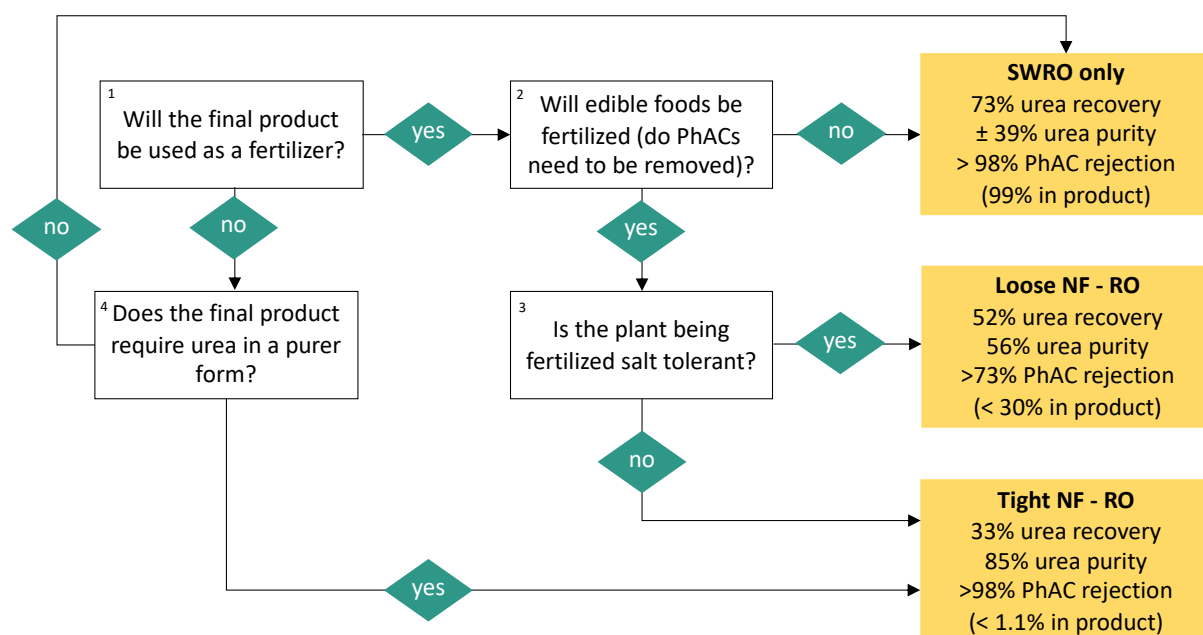 1
Will the final product
be used as a fertilizer?
yes
2
Will edible foods be
fertilized (do PhACs
need to be removed)?
no
SWRO only
73% urea recovery
± 39% urea purity
> 98% PhAC rejection
(99% in product)
no
no
yes
4
Does the final product
require urea in a purer
form?
3
Is the plant being
fertilized salt tolerant?
yes
Loose NF - RO
52% urea recovery
56% urea purity
>73% PhAC rejection
(< 30% in product)
no
yes
Tight NF - RO
33% urea recovery
85% urea purity
>98% PhAC rejection
(< 1.1% in product)